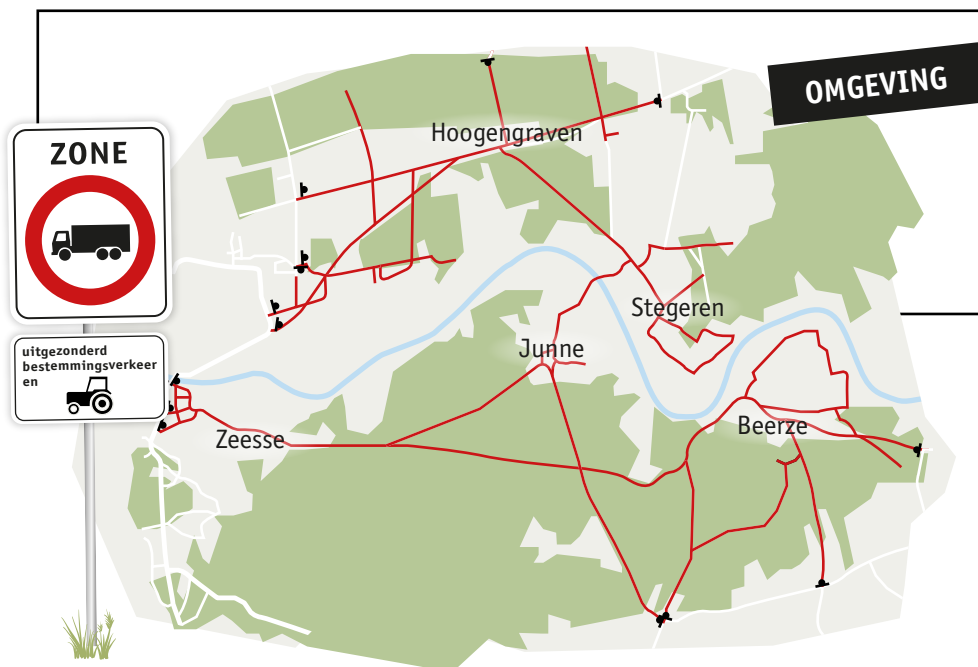 OMGEVING
ZONE
uitgezonderd
bestemmingsverkeer
en
Hoogengraven
Stegeren
Junne
Beerze
Zeesse